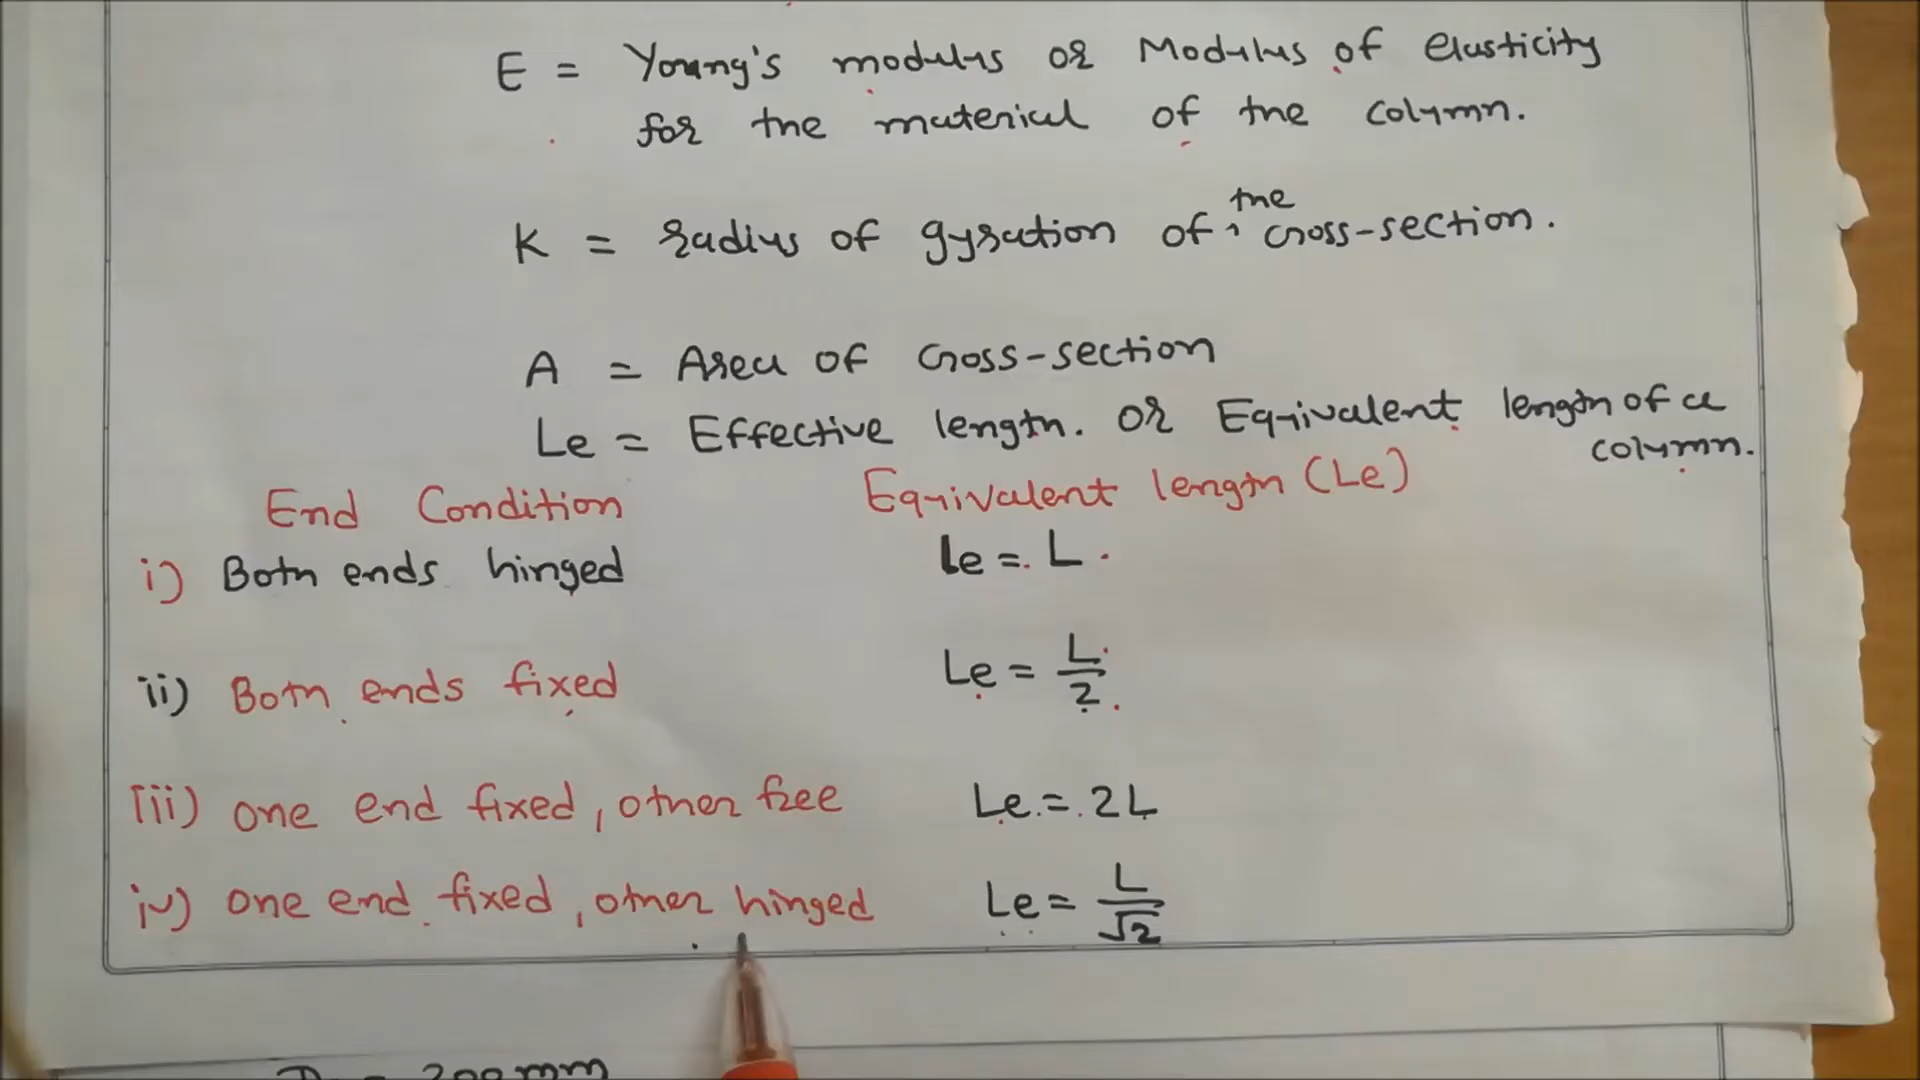 E = Young's modulus or Modulus of elasticity
for the material of the column.
K = radius of gyration of the cross-section.
A = Area of cross-section
Le = Effective length. or Equivalent length of a
column.
End Condition Equivalent length (Le)
i) Both ends hinged le = L.
ii) Both ends fixed Le = L/2
iii) one end fixed, other free Le = 2L
iv) one end fixed, other hinged Le = L/√2
= 200mm